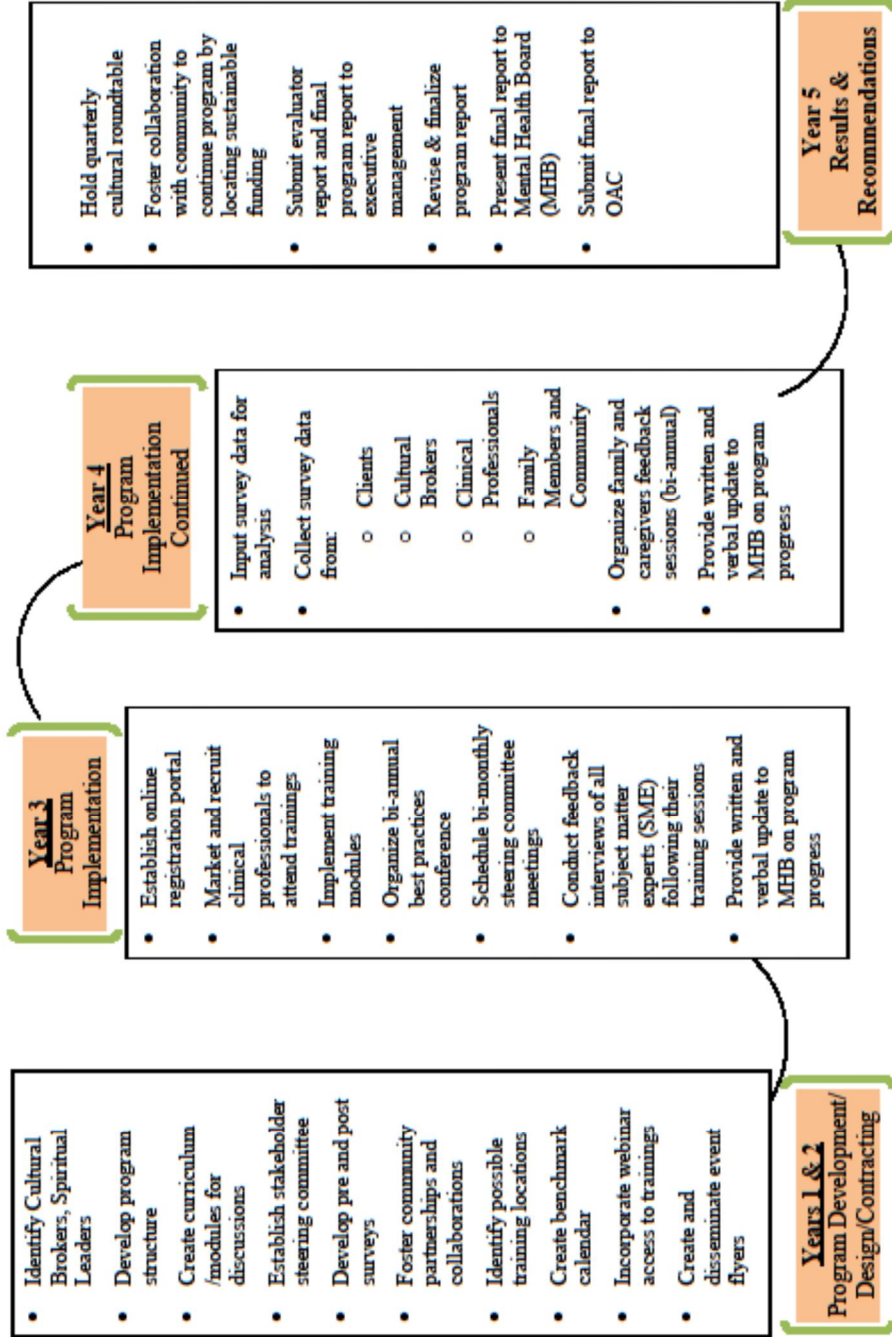 • Identify Cultural
Brokers, Spiritual
Leaders
• Develop program
structure
• Create curriculum
/modules for
discussions
• Establish stakeholder
steering committee
• Develop pre and post
surveys
• Foster community
partnerships and
collaborations
• Identify possible
training locations
• Create benchmark
calendar
• Incorporate webinar
access to trainings
• Create and
disseminate event
flyers
Years 1 & 2
Program Development/
Design/Contracting
Year 3
Program
Implementation
• Establish online
registration portal
• Market and recruit
clinical
professionals to
attend trainings
• Implement training
modules
• Organize bi-annual
best practices
conference
• Schedule bi-monthly
steering committee
meetings
• Conduct feedback
interviews of all
subject matter
experts (SME)
following their
training sessions
• Provide written and
verbal update to
MHB on program
progress
Year 4
Program
Implementation
Continued
• Input survey data for
analysis
• Collect survey data
from:
o Clients
o Cultural
Brokers
o Clinical
Professionals
o Family
Members and
Community
• Organize family and
caregivers feedback
sessions (bi-annual)
• Provide written and
verbal update to
MHB on program
progress
• Hold quarterly
cultural roundtable
• Foster collaboration
with community to
continue program by
locating sustainable
funding
• Submit evaluator
report and final
program report to
executive
management
• Revise & finalize
program report
• Present final report to
Mental Health Board
(MHB)
• Submit final report to
OAC
Year 5
Results &
Recommendations